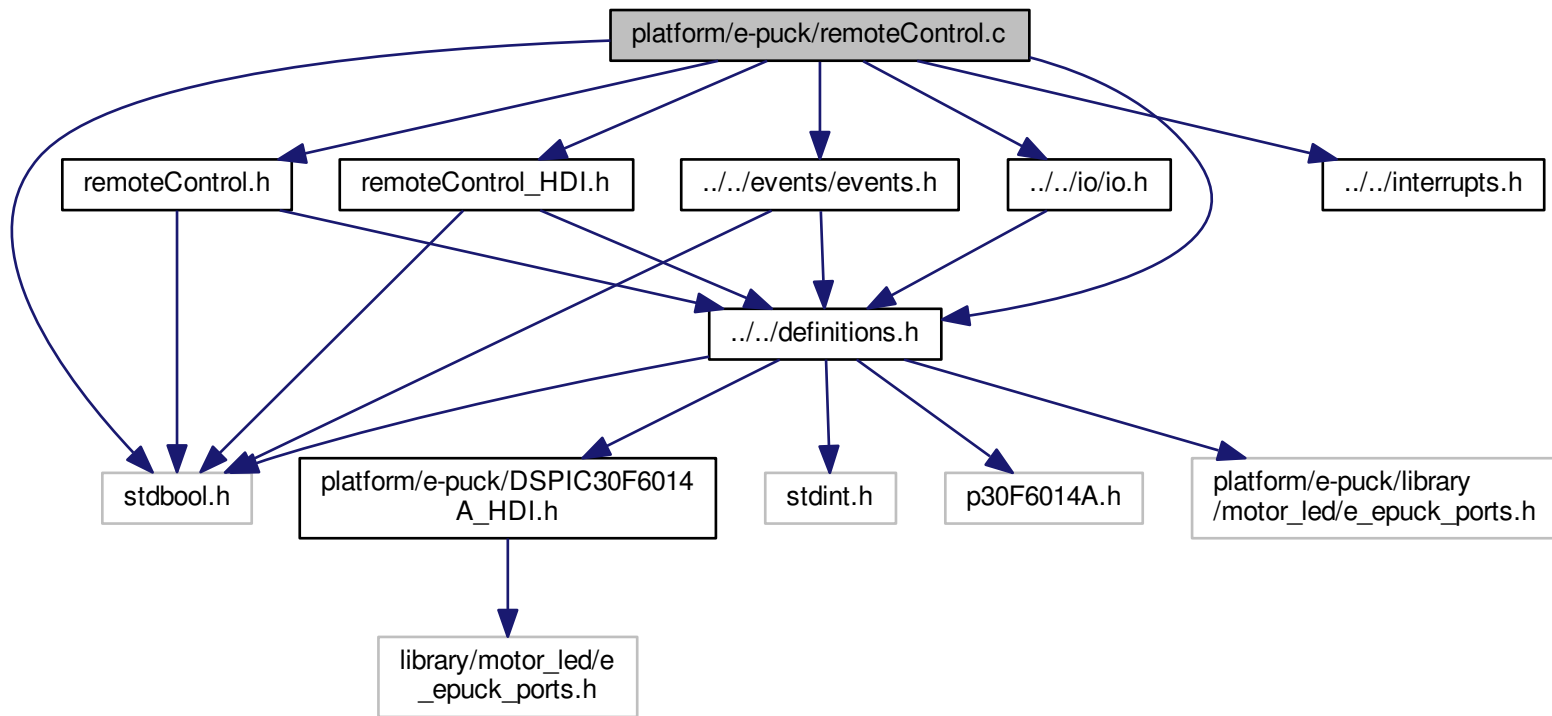 platform/e-puck/remoteControl.c
remoteControl.h
remoteControl_HDI.h
../../events/events.h
../../io/io.h
../../interrupts.h
../../definitions.h
stdbool.h
platform/e-puck/DSPIC30F6014
A_HDI.h
stdint.h
p30F6014A.h
platform/e-puck/library
/motor_led/e_epuck_ports.h
library/motor_led/e
_epuck_ports.h